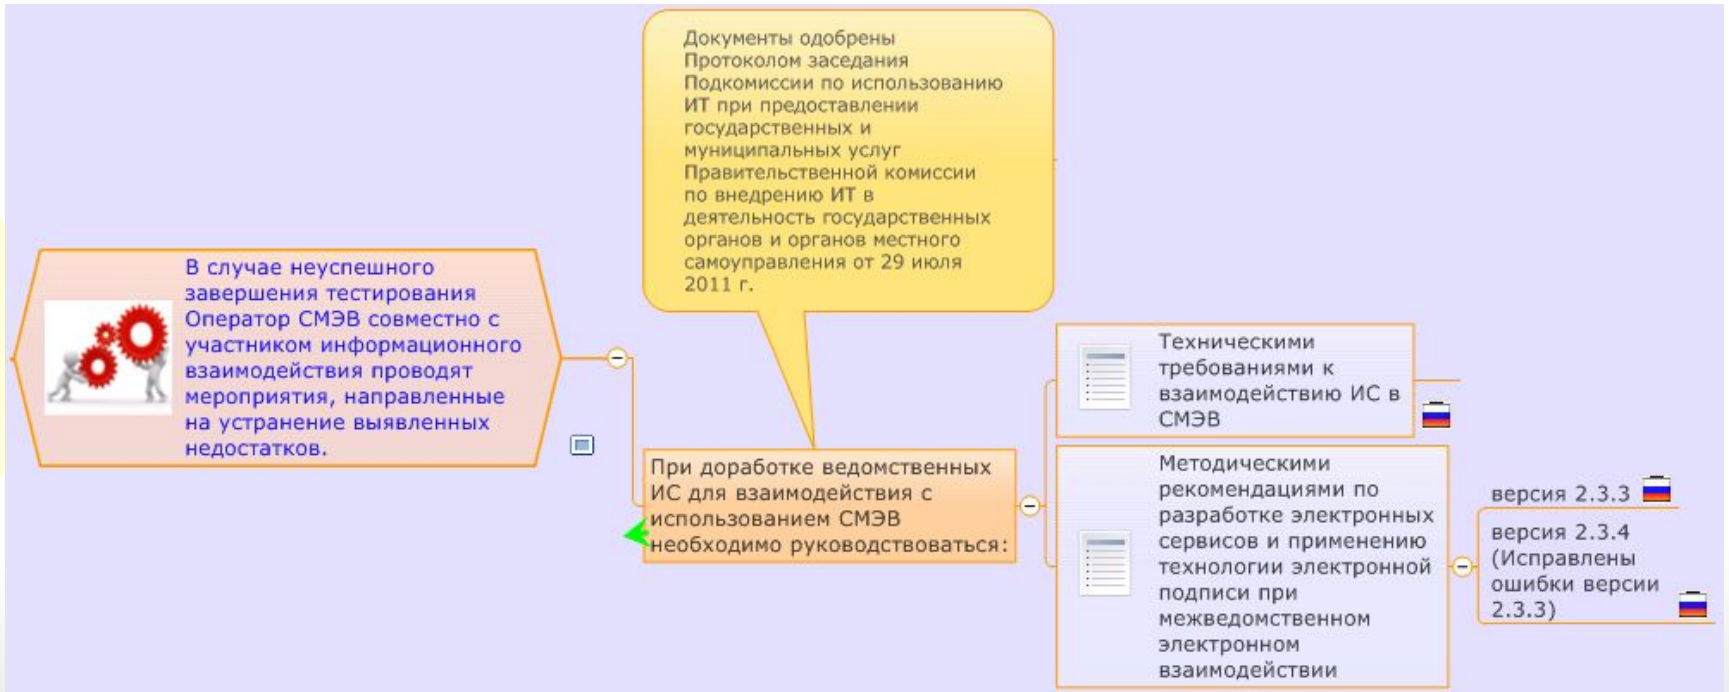 Документы одобрены
Протоколом заседания
Подкомиссии по использованию
ИТ при предоставлении
государственных и
муниципальных услуг
Правительственной комиссии
по внедрению ИТ в
деятельность государственных
органов и органов местного
самоуправления от 29 июля
2011 г.
В случае неуспешного
завершения тестирования
Оператор СМЭВ совместно с
участником информационного
взаимодействия проводят
мероприятия, направленные
на устранение выявленных
недостатков.
При доработке ведомственных
ИС для взаимодействия с
использованием СМЭВ
необходимо руководствоваться:
Техническими
требованиями к
взаимодействию ИС в
СМЭВ
Методическими
рекомендациями по
разработке электронных
сервисов и применению
технологии электронной
подписи при
межведомственном
электронном
взаимодействии
версия 2.3.3
версия 2.3.4
(Исправлены
ошибки версии
2.3.3)